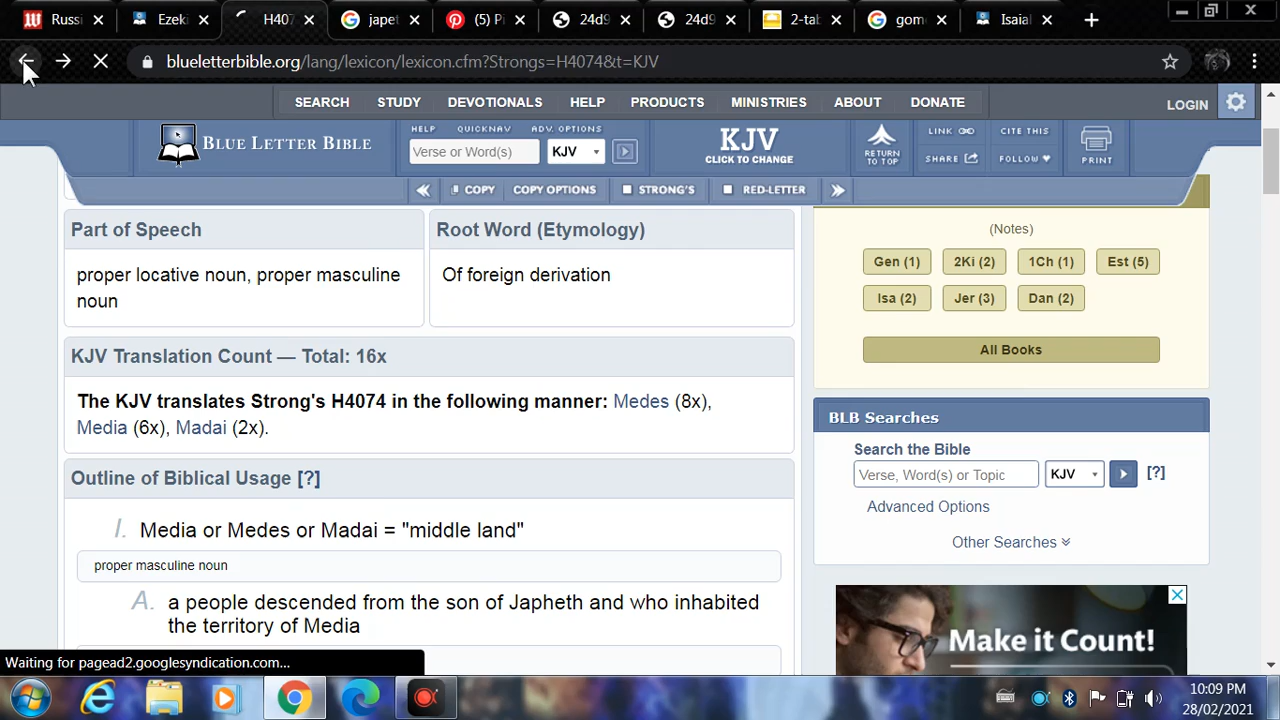 Russi
Ezeki
H407
japet
(5) Pi
24d9
24d9
2-tab
gome
Isaial
blueletterbible.org/lang/lexicon/lexicon.cfm?Strongs=H4074&t=KJV
SEARCH STUDY DEVOTIONALS HELP PRODUCTS MINISTRIES ABOUT DONATE LOGIN
BLUE LETTER BIBLE
HELP QUICKNAV ADV. OPTIONS
Verse or Word(s) KJV
KJV
CLICK TO CHANGE
RETURN
TO TOP
LINK CITE THIS
SHARE FOLLOW
PRINT
COPY COPY OPTIONS STRONG'S RED-LETTER
Part of Speech
proper locative noun, proper masculine
noun
Root Word (Etymology)
Of foreign derivation
KJV Translation Count — Total: 16x
The KJV translates Strong's H4074 in the following manner: Medes (8x),
Media (6x), Madai (2x).
Outline of Biblical Usage [?]
I. Media or Medes or Madai = "middle land"
proper masculine noun
A. a people descended from the son of Japheth and who inhabited
the territory of Media
(Notes)
Gen (1) 2Ki (2) 1Ch (1) Est (5)
Isa (2) Jer (3) Dan (2)
All Books
BLB Searches
Search the Bible
Verse, Word(s) or Topic KJV [?]
Advanced Options
Other Searches
Make it Count!
Waiting for pagead2.googlesyndication.com...
10:09 PM
28/02/2021